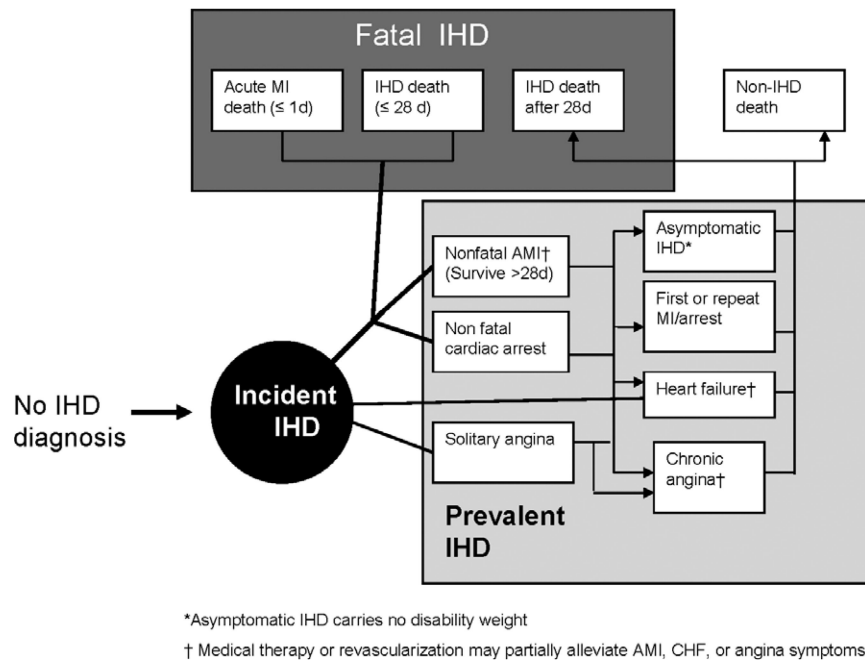 Fatal IHD
Acute MI
death (≤ 1d)
IHD death
(≤ 28 d)
IHD death
after 28d
Non-IHD
death
Nonfatal AMI†
(Survive >28d)
Asymptomatic
IHD*
Non fatal
cardiac arrest
First or repeat
MI/arrest
No IHD
diagnosis
Incident
IHD
Heart failure†
Solitary angina
Chronic
angina†
Prevalent
IHD
*Asymptomatic IHD carries no disability weight
† Medical therapy or revascularization may partially alleviate AMI, CHF, or angina symptoms